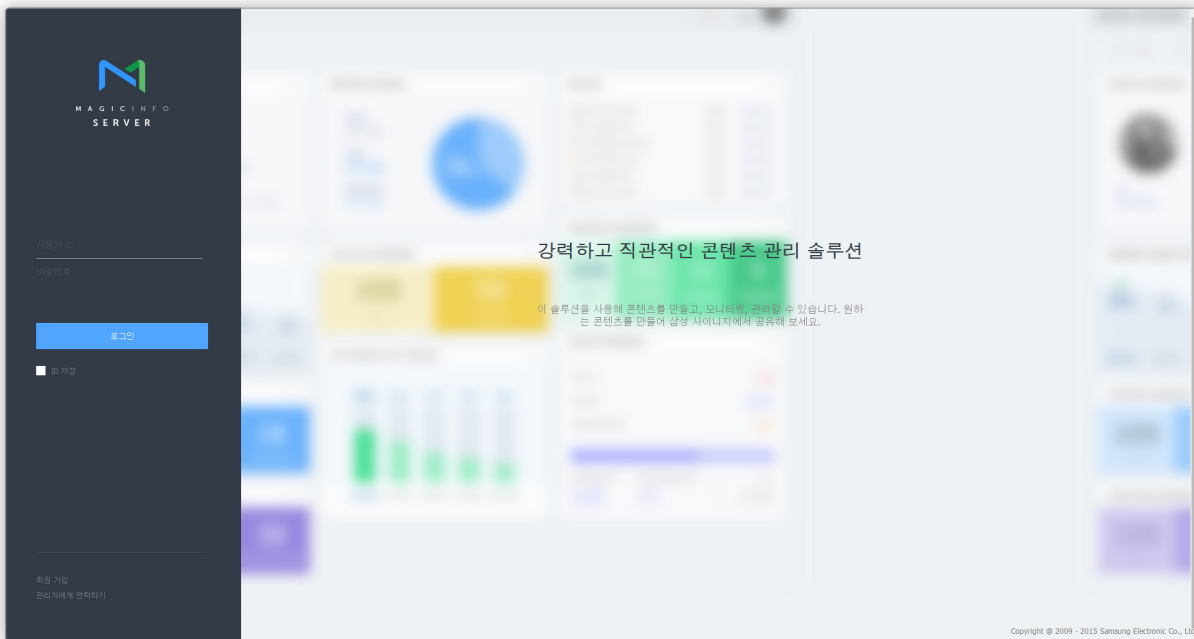 MAGICINFO
SERVER
사용자 ID
비밀번호
로그인
ID 저장
회원 가입
관리자에게 연락하기
강력하고 직관적인 콘텐츠 관리 솔루션
이 솔루션을 사용해 콘텐츠를 만들고, 모니터링, 관리할 수 있습니다. 원하
는 콘텐츠를 만들어 삼성 사이니지에서 공유해 보세요.
Copyright @ 2009 - 2015 Samsung Electronic Co., Lt